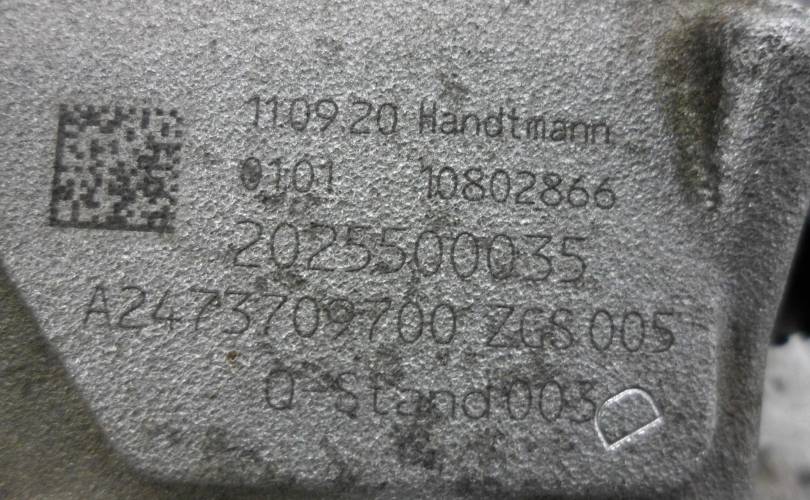 11.09.20 Handtmann
0101 10802866
2025500035
A2473709700 ZGS 005
Q-Stand 003 D